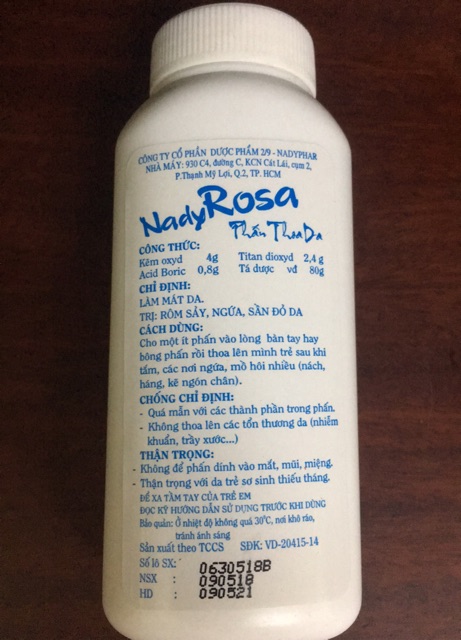 CÔNG TY CỔ PHẦN DƯỢC PHẨM 2/9 - NADYPHAR
NHÀ MÁY: 930 C4, đường C, KCN Cát Lái, cụm 2,
P.Thạnh Mỹ Lợi, Q.2, TP. HCM
NadyRosa
Phấn Thoa Da
CÔNG THỨC:
Kẽm oxyd 4g Titan dioxyd 2,4 g
Acid Boric 0,8g Tá dược vđ 80g
CHỈ ĐỊNH:
LÀM MÁT DA.
TRỊ: RÔM SẢY, NGỨA, SẦN ĐỎ DA
CÁCH DÙNG:
Cho một ít phấn vào lòng bàn tay hay
bông phấn rồi thoa lên mình trẻ sau khi
tắm, các nơi ngứa, mồ hôi nhiều (nách,
háng, kẽ ngón chân).
CHỐNG CHỈ ĐỊNH:
- Quá mẫn với các thành phần trong phấn.
- Không thoa lên các tổn thương da (nhiễm
khuẩn, trầy xước...)
THẬN TRỌNG:
- Không để phấn dính vào mắt, mũi, miệng.
- Thận trọng với da trẻ sơ sinh thiếu tháng.
ĐỂ XA TẦM TAY CỦA TRẺ EM
ĐỌC KỸ HƯỚNG DẪN SỬ DỤNG TRƯỚC KHI DÙNG
Bảo quản: Ở nhiệt độ không quá 30°C, nơi khô ráo,
tránh ánh sáng
Sản xuất theo TCCS SĐK: VD-20415-14
Số lô SX: 0630518B
NSX : 090518
HD : 090521